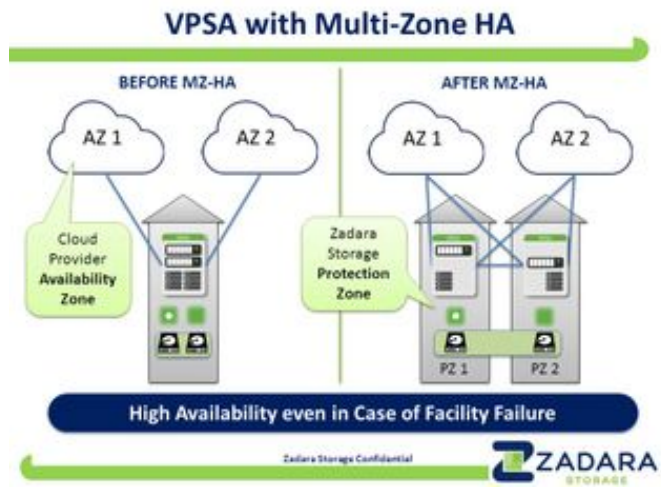 VPSA with Multi-Zone HA
BEFORE MZ-HA
AZ 1
AZ 2
Cloud
Provider
Availability
Zone
AFTER MZ-HA
AZ 1
AZ 2
Zadara
Storage
Protection
Zone
PZ 1
PZ 2
High Availability even in Case of Facility Failure
Zadara Storage Confidential
ZADARA
STORAGE